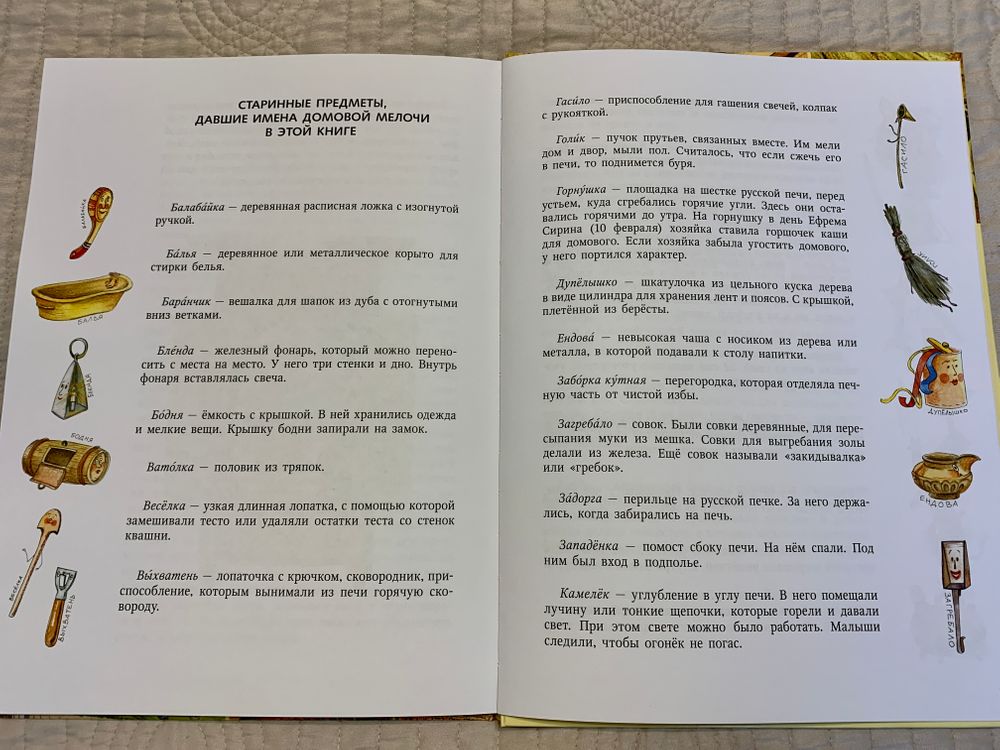 СТАРИННЫЕ ПРЕДМЕТЫ,
ДАВШИЕ ИМЕНА ДОМОВОЙ МЕЛОЧИ
В ЭТОЙ КНИГЕ
Балаба́йка — деревянная расписная ложка с изогнутой
ручкой.
Ба́лья — деревянное или металлическое корыто для
стирки белья.
Бара́нчик — вешалка для шапок из дуба с отогнутыми
вниз ветками.
Бле́нда — железный фонарь, который можно перено-
сить с места на место. У него три стенки и дно. Внутрь
фонаря вставлялась свеча.
Бо́дня — ёмкость с крышкой. В ней хранились одежда
и мелкие вещи. Крышку бодни запирали на замок.
Вато́лка — половик из тряпок.
Весёлка — узкая длинная лопатка, с помощью которой
замешивали тесто или удаляли остатки теста со стенок
квашни.
Вы́хватень — лопаточка с крючком, сковородник, при-
способление, которым вынимали из печи горячую ско-
вороду.
БАЛАБАЙКА
БАЛЬЯ
БОДНЯ
ВЕСЁЛКА
ВЫХВАТЕНЬ
Гаси́ло — приспособление для гашения свечей, колпак
с рукояткой.
Голи́к — пучок прутьев, связанных вместе. Им мели
дом и двор, мыли пол. Считалось, что если сжечь его
в печи, то поднимется буря.
Горну́шка — площадка на шестке русской печи, перед
устьем, куда сгребались горячие угли. Здесь они оста-
вались горячими до утра. На горнушку в день Ефрема
Сирина (10 февраля) хозяйка ставила горшочек каши
для домового. Если хозяйка забыла угостить домового,
у него портился характер.
Дупёлышко — шкатулочка из цельного куска дерева
в виде цилиндра для хранения лент и поясов. С крышкой,
плетённой из берёсты.
Ендова́ — невысокая чаша с носиком из дерева или
металла, в которой подавали к столу напитки.
Забо́рка ку́тная — перегородка, которая отделяла печ-
ную часть от чистой избы.
Загреба́ло — совок. Были совки деревянные, для пере-
сыпания муки из мешка. Совки для выгребания золы
делали из железа. Ещё совок называли «закидывалка»
или «гребок».
За́дорга — перильце на русской печке. За него держа-
лись, когда забирались на печь.
Западёнка — помост сбоку печи. На нём спали. Под
ним был вход в подполье.
Камелёк — углубление в углу печи. В него помещали
лучину или тонкие щепочки, которые горели и давали
свет. При этом свете можно было работать. Малыши
следили, чтобы огонёк не погас.
ГАСИЛО
ДУПЁЛЫШКО
ЕНДОВА
ЗАГРЕБАЛО